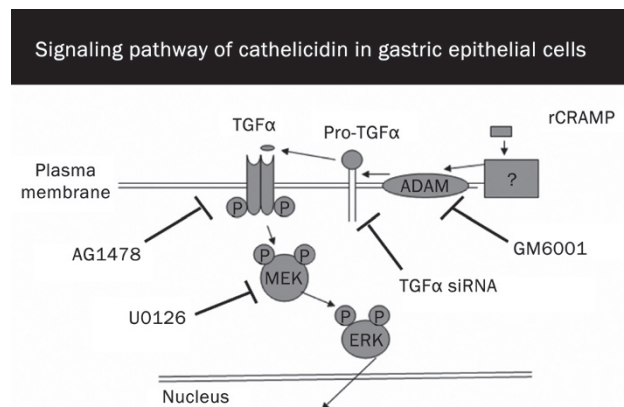 Signaling pathway of cathelicidin in gastric epithelial cells
rCRAMP
TGFα
Pro-TGFα
Plasma
membrane
ADAM
?
P P
AG1478
GM6001
P P
MEK
TGFα siRNA
U0126
P P
ERK
Nucleus